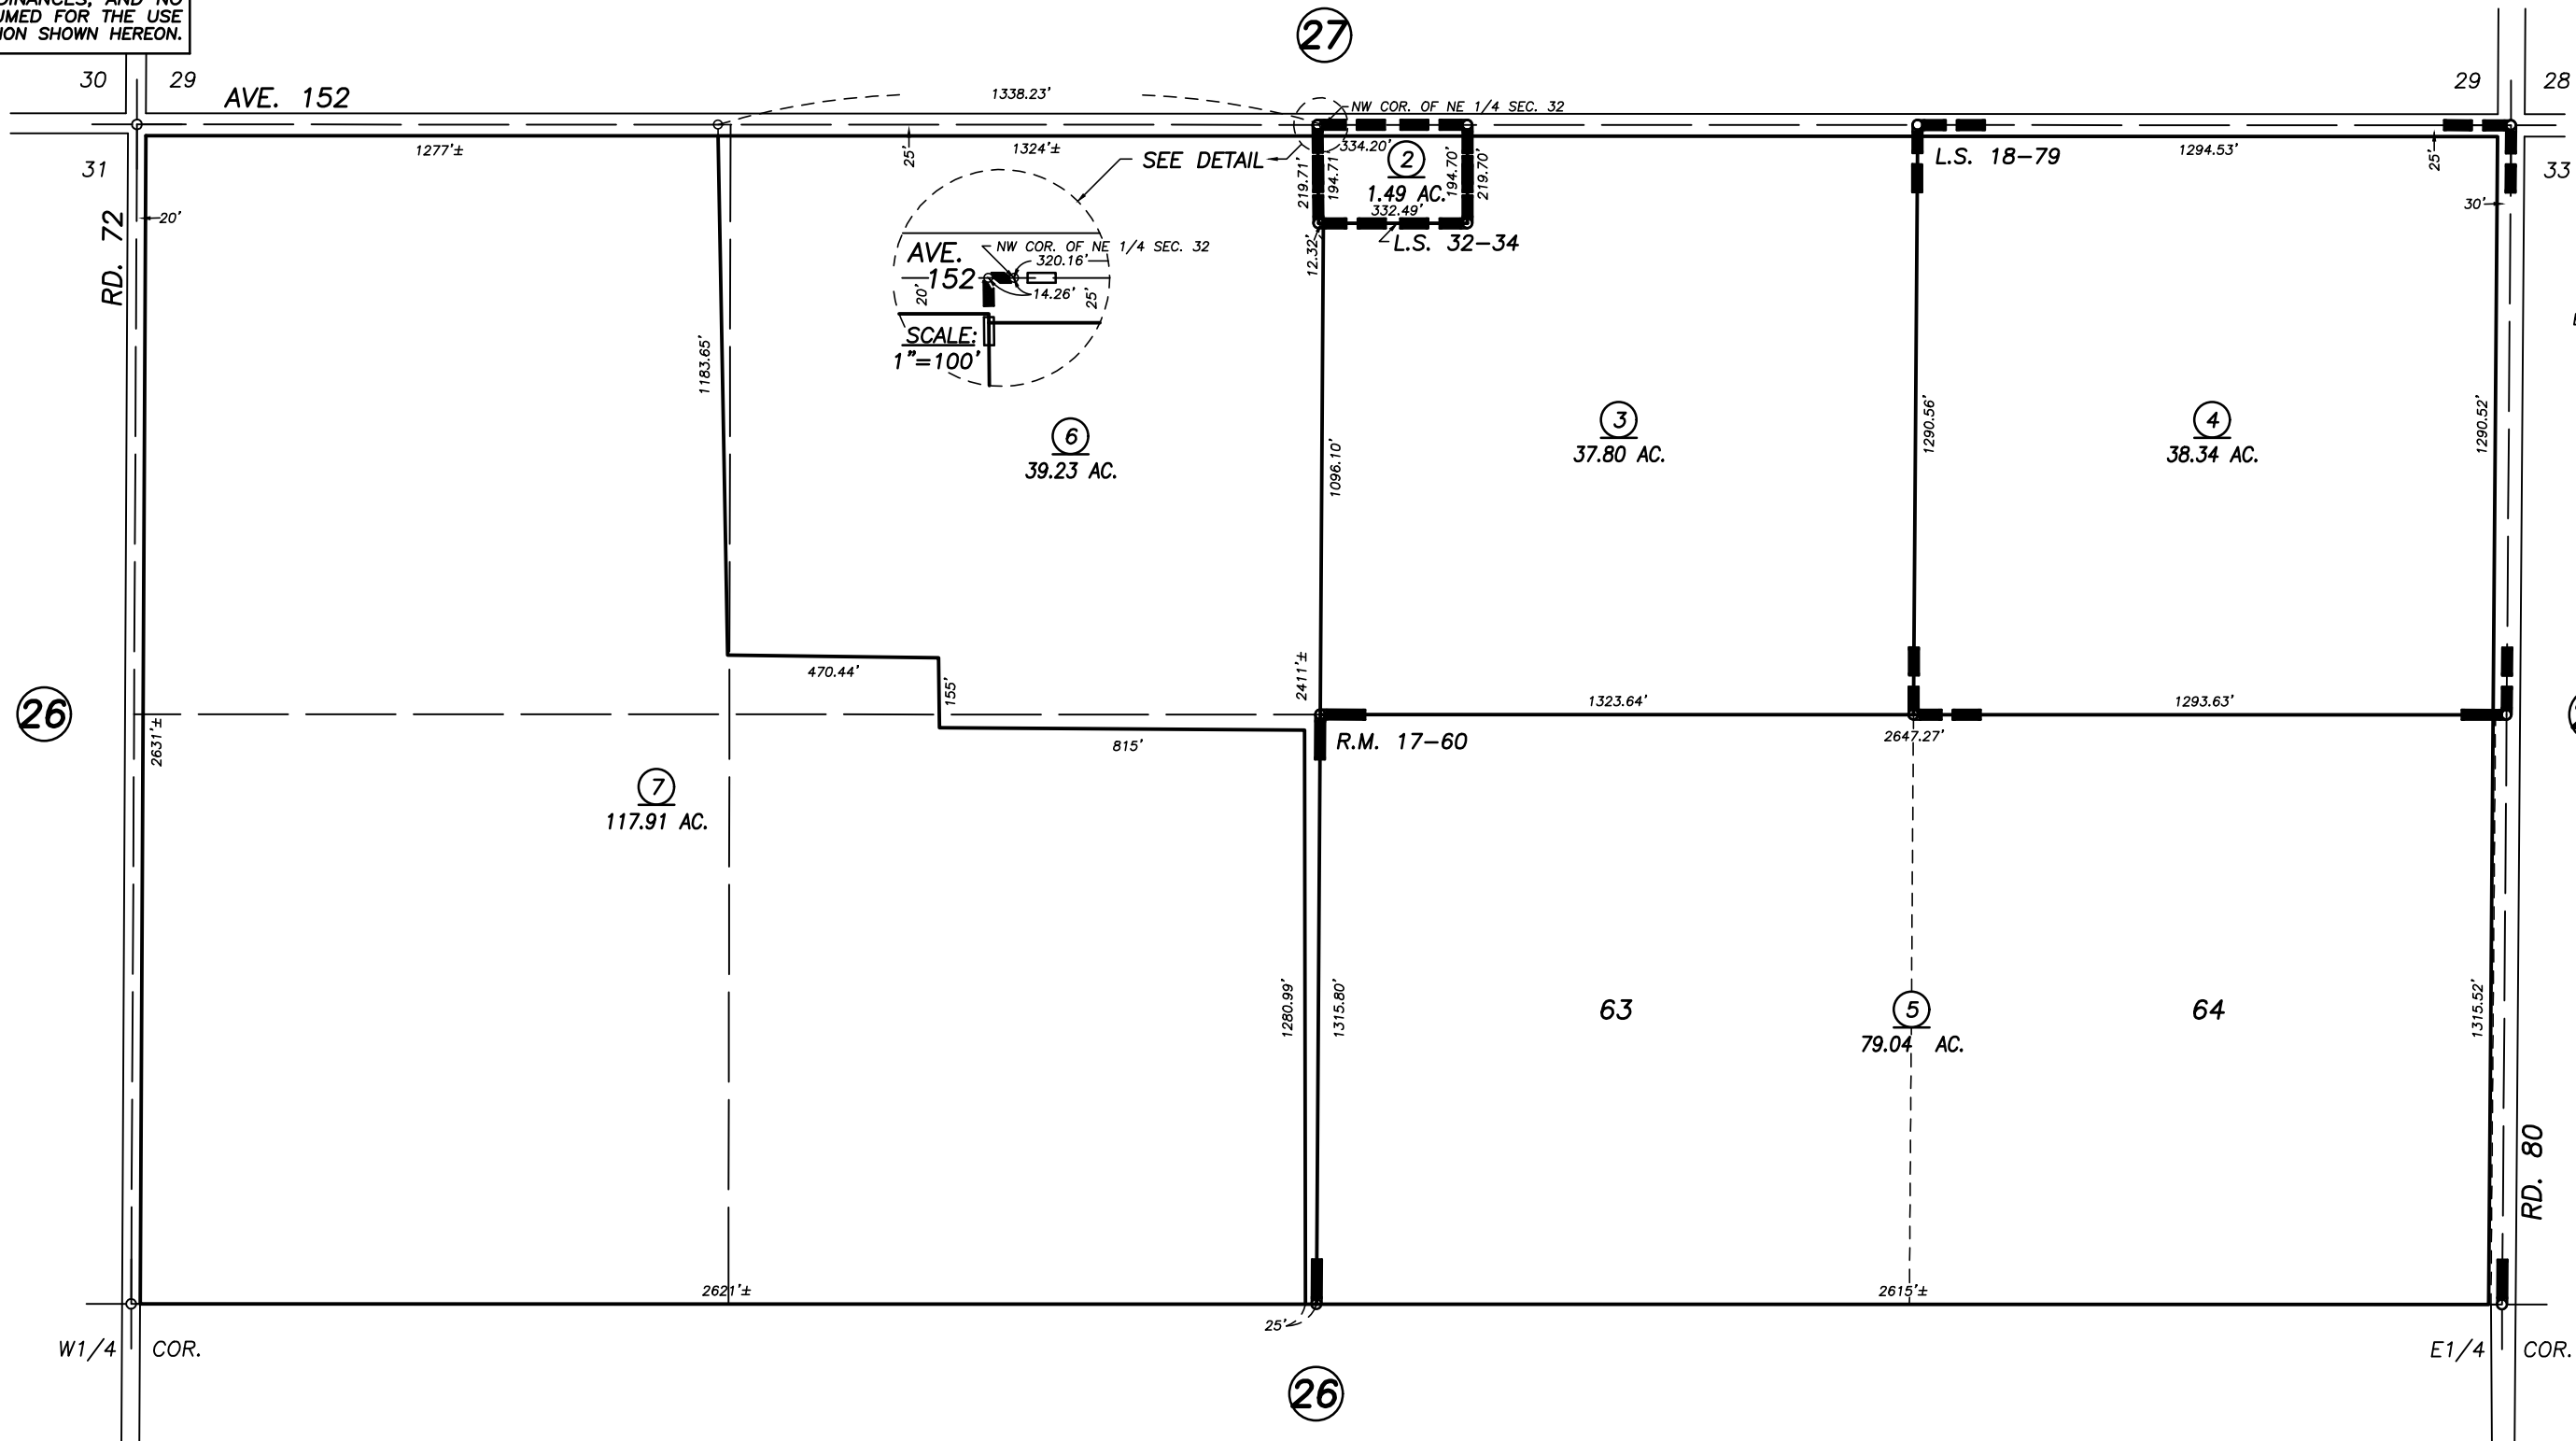 AND NO
UMED FOR THE USE
ION SHOWN HEREON.
27
30
29
29
28
AVE. 152
1338.23'
NW COR. OF NE 1/4 SEC. 32
1277'±
25'
1324'±
SEE DETAIL
334.20'
2
L.S. 18-79
1294.53'
25'
31
33
219.71'
194.71
194.70'
219.70'
1.49 AC.
332.49'
20'
30'
RD. 72
L.S. 32-34
12.32'
NW COR. OF NE 1/4 SEC. 32
AVE.
152
320.16'
14.26'
20'
25'
SCALE:
1"=100'
1183.65'
6
39.23 AC.
1096.10'
3
37.80 AC.
1290.56'
4
38.34 AC.
1290.52'
470.44'
155'
2411'±
1323.64'
1293.63'
26
2631'±
815'
R.M. 17-60
2647.27'
7
117.91 AC.
1280.99'
1315.80'
63
5
79.04 AC.
64
1315.52'
RD. 80
2621'±
2615'±
25'
W1/4 COR.
E1/4 COR.
26